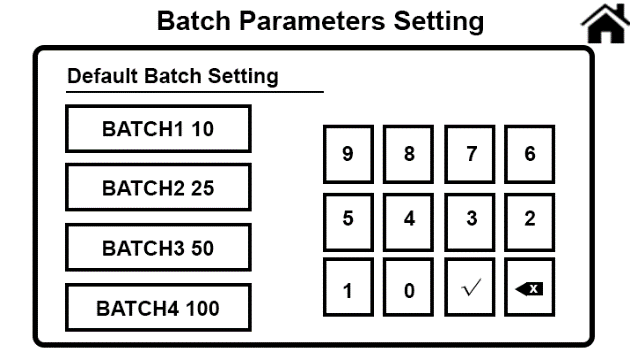 Batch Parameters Setting
Default Batch Setting
BATCH1 10
BATCH2 25
BATCH3 50
BATCH4 100
9 8 7 6
5 4 3 2
1 0 √ x